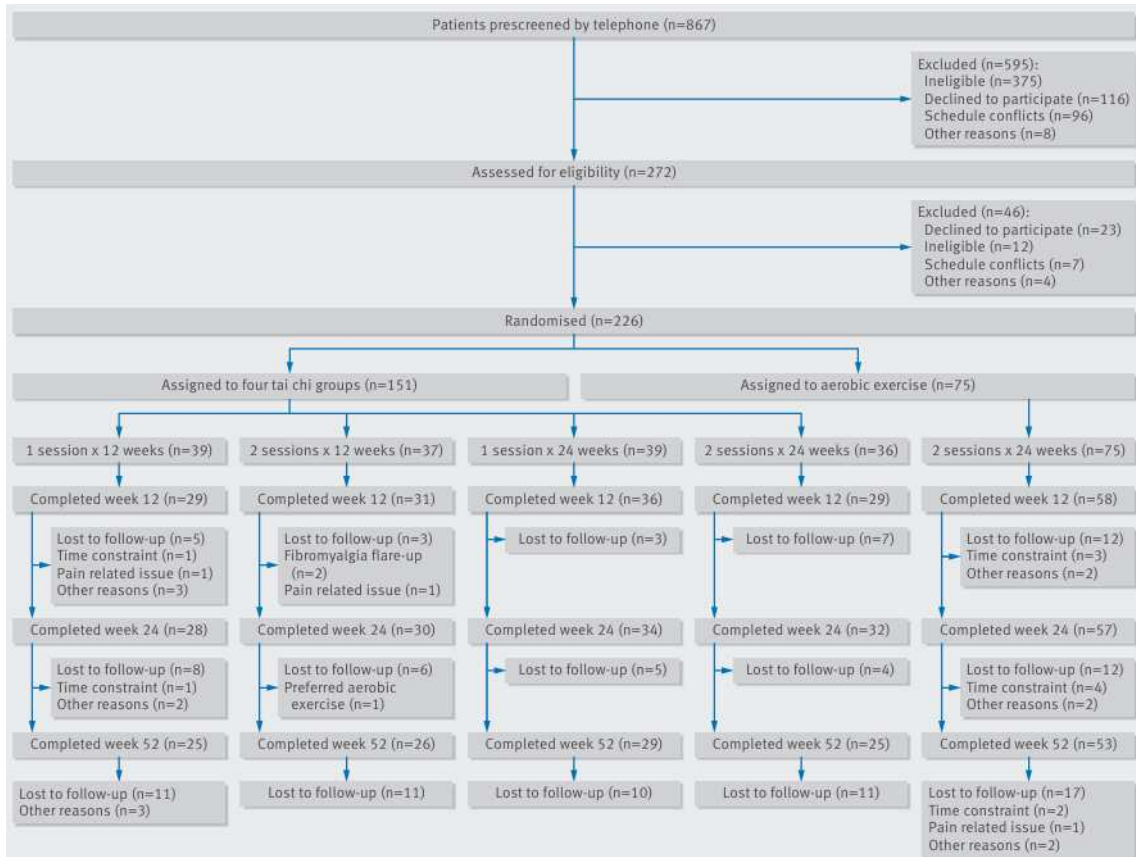 Patients prescreened by telephone (n=867)
Excluded (n=595):
Ineligible (n=375)
Declined to participate (n=116)
Schedule conflicts (n=96)
Other reasons (n=8)
Assessed for eligibility (n=272)
Excluded (n=46):
Declined to participate (n=23)
Ineligible (n=12)
Schedule conflicts (n=7)
Other reasons (n=4)
Randomised (n=226)
Assigned to four tai chi groups (n=151)
Assigned to aerobic exercise (n=75)
1 session x 12 weeks (n=39)
2 sessions x 12 weeks (n=37)
1 session x 24 weeks (n=39)
2 sessions x 24 weeks (n=36)
2 sessions x 24 weeks (n=75)
Completed week 12 (n=29)
Completed week 12 (n=31)
Completed week 12 (n=36)
Completed week 12 (n=29)
Completed week 12 (n=58)
Lost to follow-up (n=5)
Time constraint (n=1)
Pain related issue (n=1)
Other reasons (n=3)
Lost to follow-up (n=3)
Fibromyalgia flare-up
(n=2)
Pain related issue (n=1)
Lost to follow-up (n=3)
Lost to follow-up (n=7)
Lost to follow-up (n=12)
Time constraint (n=3)
Other reasons (n=2)
Completed week 24 (n=28)
Completed week 24 (n=30)
Completed week 24 (n=34)
Completed week 24 (n=32)
Completed week 24 (n=57)
Lost to follow-up (n=8)
Time constraint (n=1)
Other reasons (n=2)
Lost to follow-up (n=6)
Preferred aerobic
exercise (n=1)
Lost to follow-up (n=5)
Lost to follow-up (n=4)
Lost to follow-up (n=12)
Time constraint (n=4)
Other reasons (n=2)
Completed week 52 (n=25)
Completed week 52 (n=26)
Completed week 52 (n=29)
Completed week 52 (n=25)
Completed week 52 (n=53)
Lost to follow-up (n=11)
Other reasons (n=3)
Lost to follow-up (n=11)
Lost to follow-up (n=10)
Lost to follow-up (n=11)
Lost to follow-up (n=17)
Time constraint (n=2)
Pain related issue (n=1)
Other reasons (n=2)